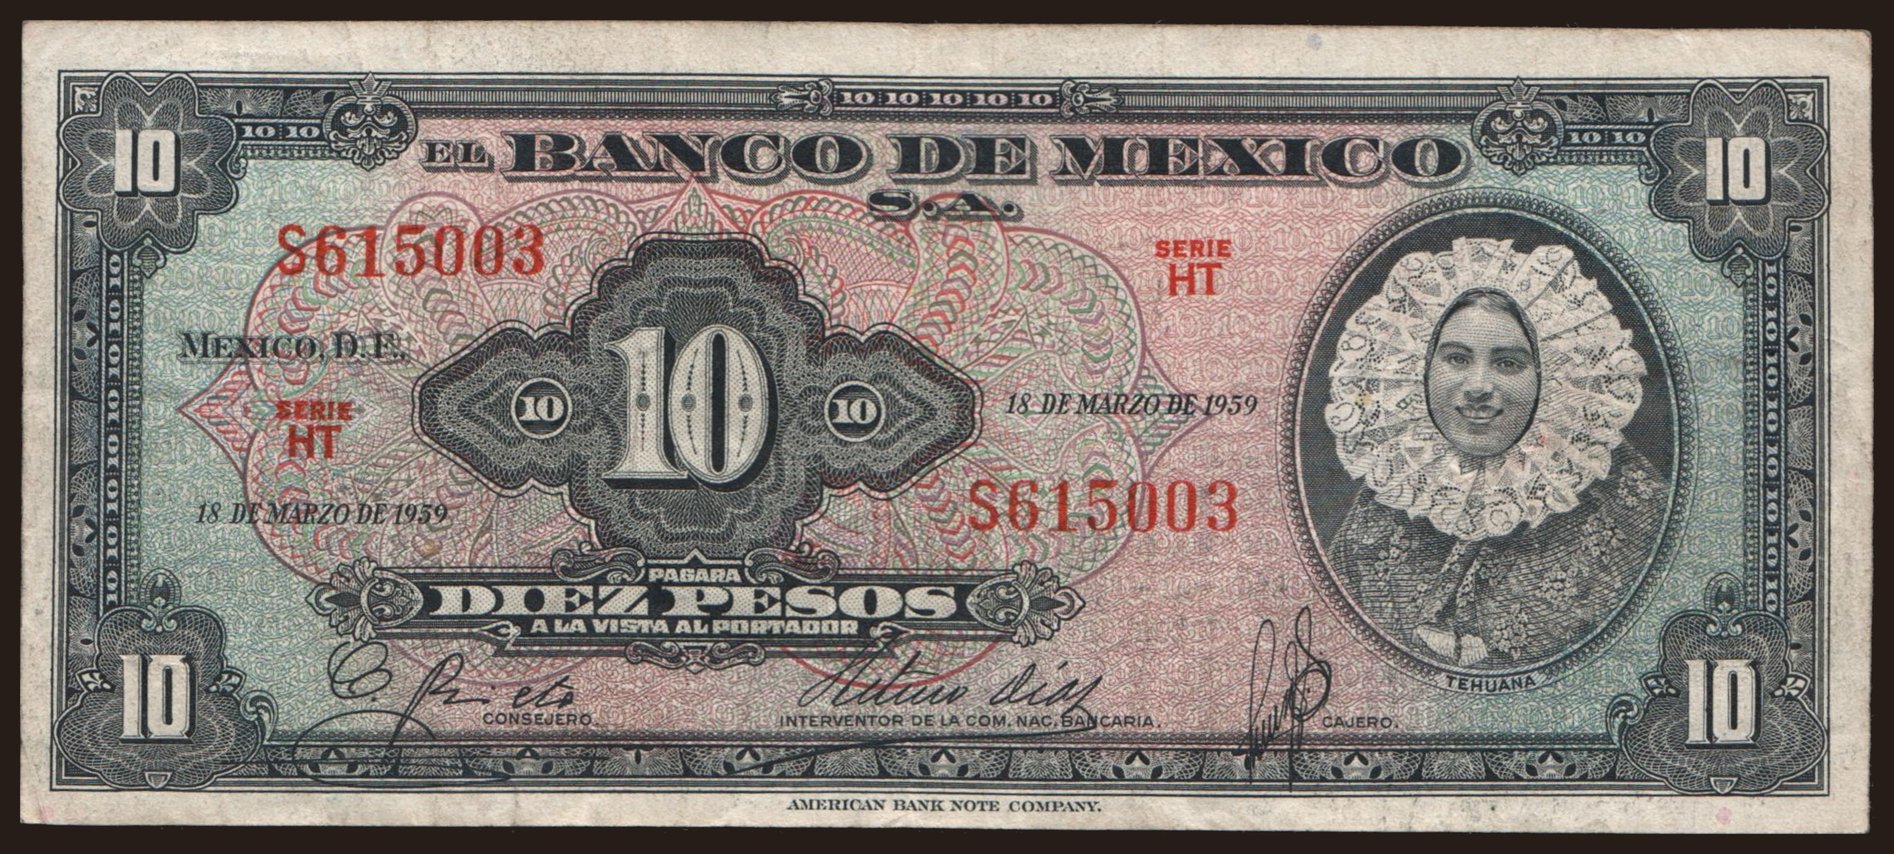 10 10 10 10 10
10 10 10
10 10 10
EL BANCO DE MEXICO
S.A.
S615003
SERIE
HT
MEXICO, D.F.,
10
10
10
18 DE MARZO DE 1959
SERIE
HT
S615003
18 DE MARZO DE 1959
PAGARA
DIEZ PESOS
A LA VISTA AL PORTADOR
TEHUANA
C. Prieto
CONSEJERO.
Arturo Diaz
INTERVENTOR DE LA COM. NAC. BANCARIA.
CAJERO.
10
10
AMERICAN BANK NOTE COMPANY.